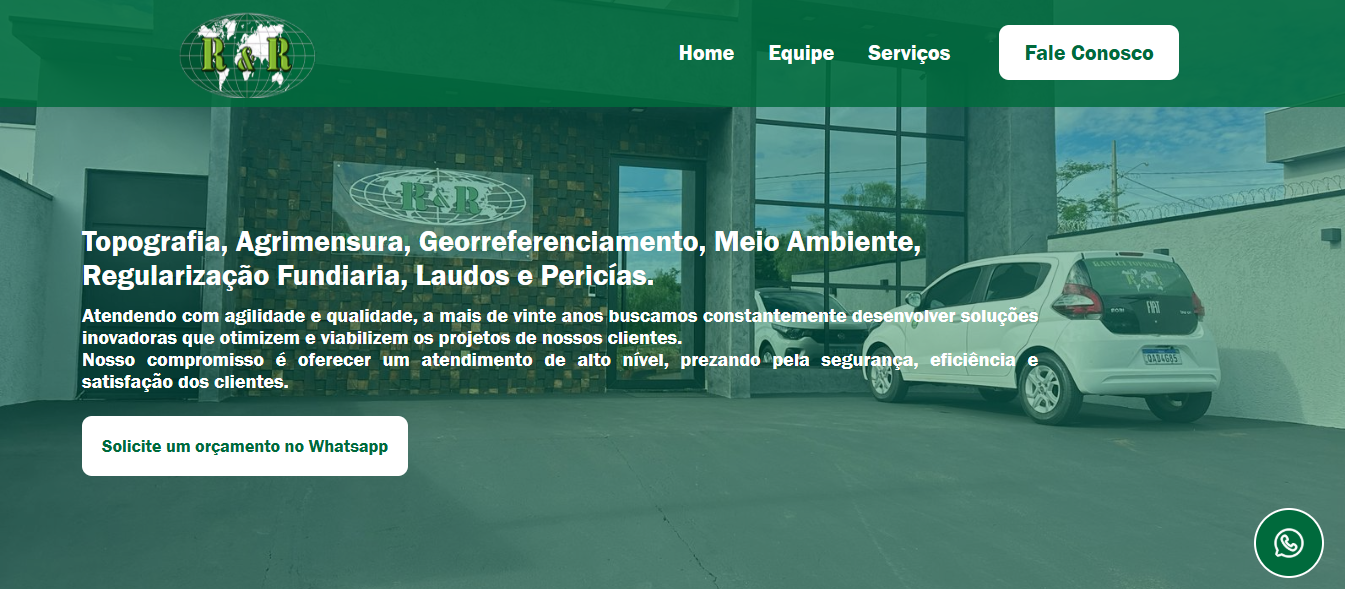 R & R
Home
Equipe
Serviços
Fale Conosco
R & R
Topografia, Agrimensura, Georreferenciamento, Meio Ambiente,
Regularização Fundiaria, Laudos e Pericías.
Atendendo com agilidade e qualidade, a mais de vinte anos buscamos constantemente desenvolver soluções
inovadoras que otimizem e viabilizem os projetos de nossos clientes.
Nosso compromisso é oferecer um atendimento de alto nível, prezando pela segurança, eficiência e
satisfação dos clientes.
Solicite um orçamento no Whatsapp
FIAT